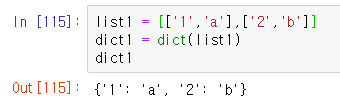 In [115]: list1 = [['1','a'],['2','b']]
dict1 = dict(list1)
dict1
Out[115]: {'1': 'a', '2': 'b'}